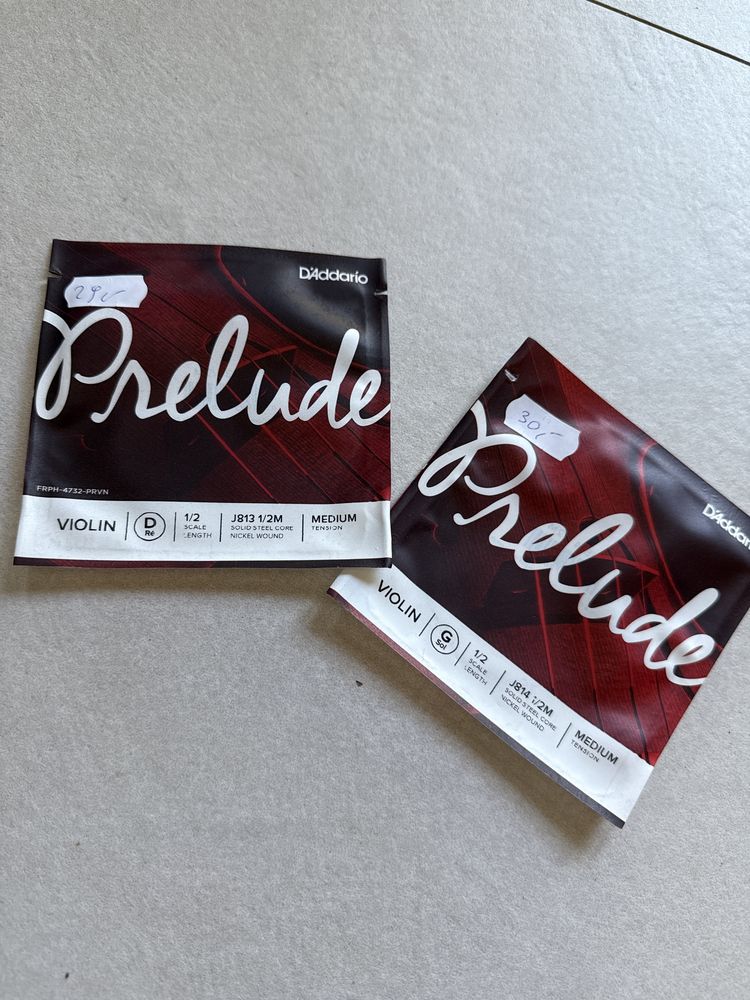 D'Addario
29,-
Prelude
FRPH-4732-PRVN
VIOLIN
D
Ré
1/2
SCALE
LENGTH
J813 1/2M
SOLID STEEL CORE
NICKEL WOUND
MEDIUM
TENSION
30,-
Prelude
D'Addario
VIOLIN
G
Sol
1/2
SCALE
LENGTH
J814 1/2M
SOLID STEEL CORE
NICKEL WOUND
MEDIUM
TENSION